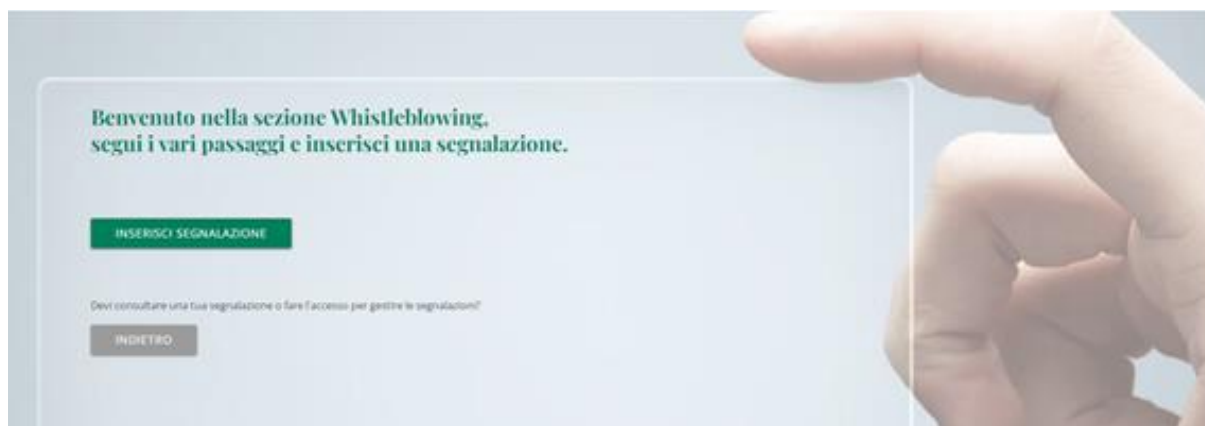 Benvenuto nella sezione Whistleblowing,
segui i vari passaggi e inserisci una segnalazione.
INSERISCI SEGNALAZIONE
Devi consultare una tua segnalazione o fare l'accesso per gestire le segnalazioni?
INDIETRO